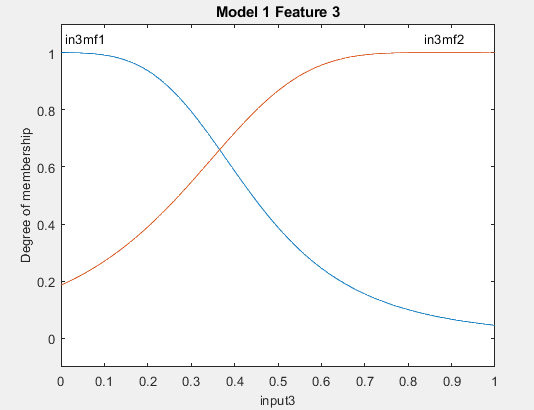 Model 1 Feature 3
in3mf1 in3mf2
1
0.8
0.6
0.4
0.2
0
Degree of membership
0 0.1 0.2 0.3 0.4 0.5 0.6 0.7 0.8 0.9 1
input3